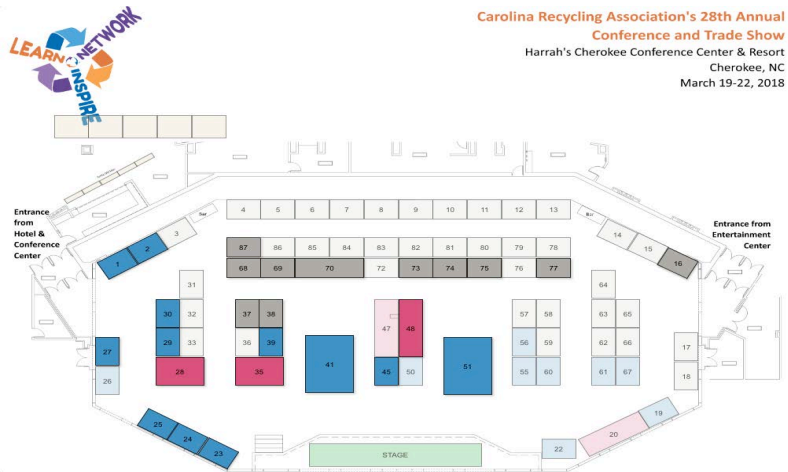 LEARN
NETWORK
INSPIRE
Carolina Recycling Association's 28th Annual
Conference and Trade Show
Harrah's Cherokee Conference Center & Resort
Cherokee, NC
March 19-22, 2018
Entrance
from
Hotel &
Conference
Center
Entrance from
Entertainment
Center
4 5 6 7 8 9 10 11 12 13
1 2 3
14 15 16
87 86 85 84 83 82 81 80 79 78
68 69 70 72 73 74 75 76 77
31
30 32
29 33
28
37 38
36 39
35
41
47 48
45 50
51
57 58
56 59
55 60
64
63 65
62 66
61 67
17
18
27
26
25
24
23
22
20
19
STAGE